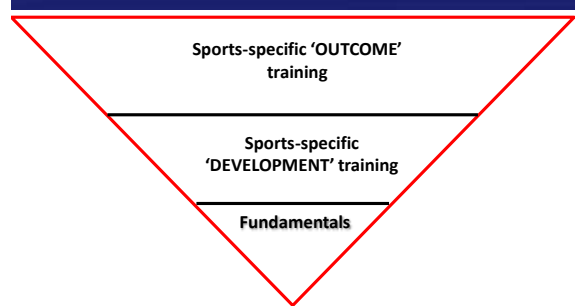 Sports-specific ‘OUTCOME’
training
Sports-specific
‘DEVELOPMENT’ training
Fundamentals